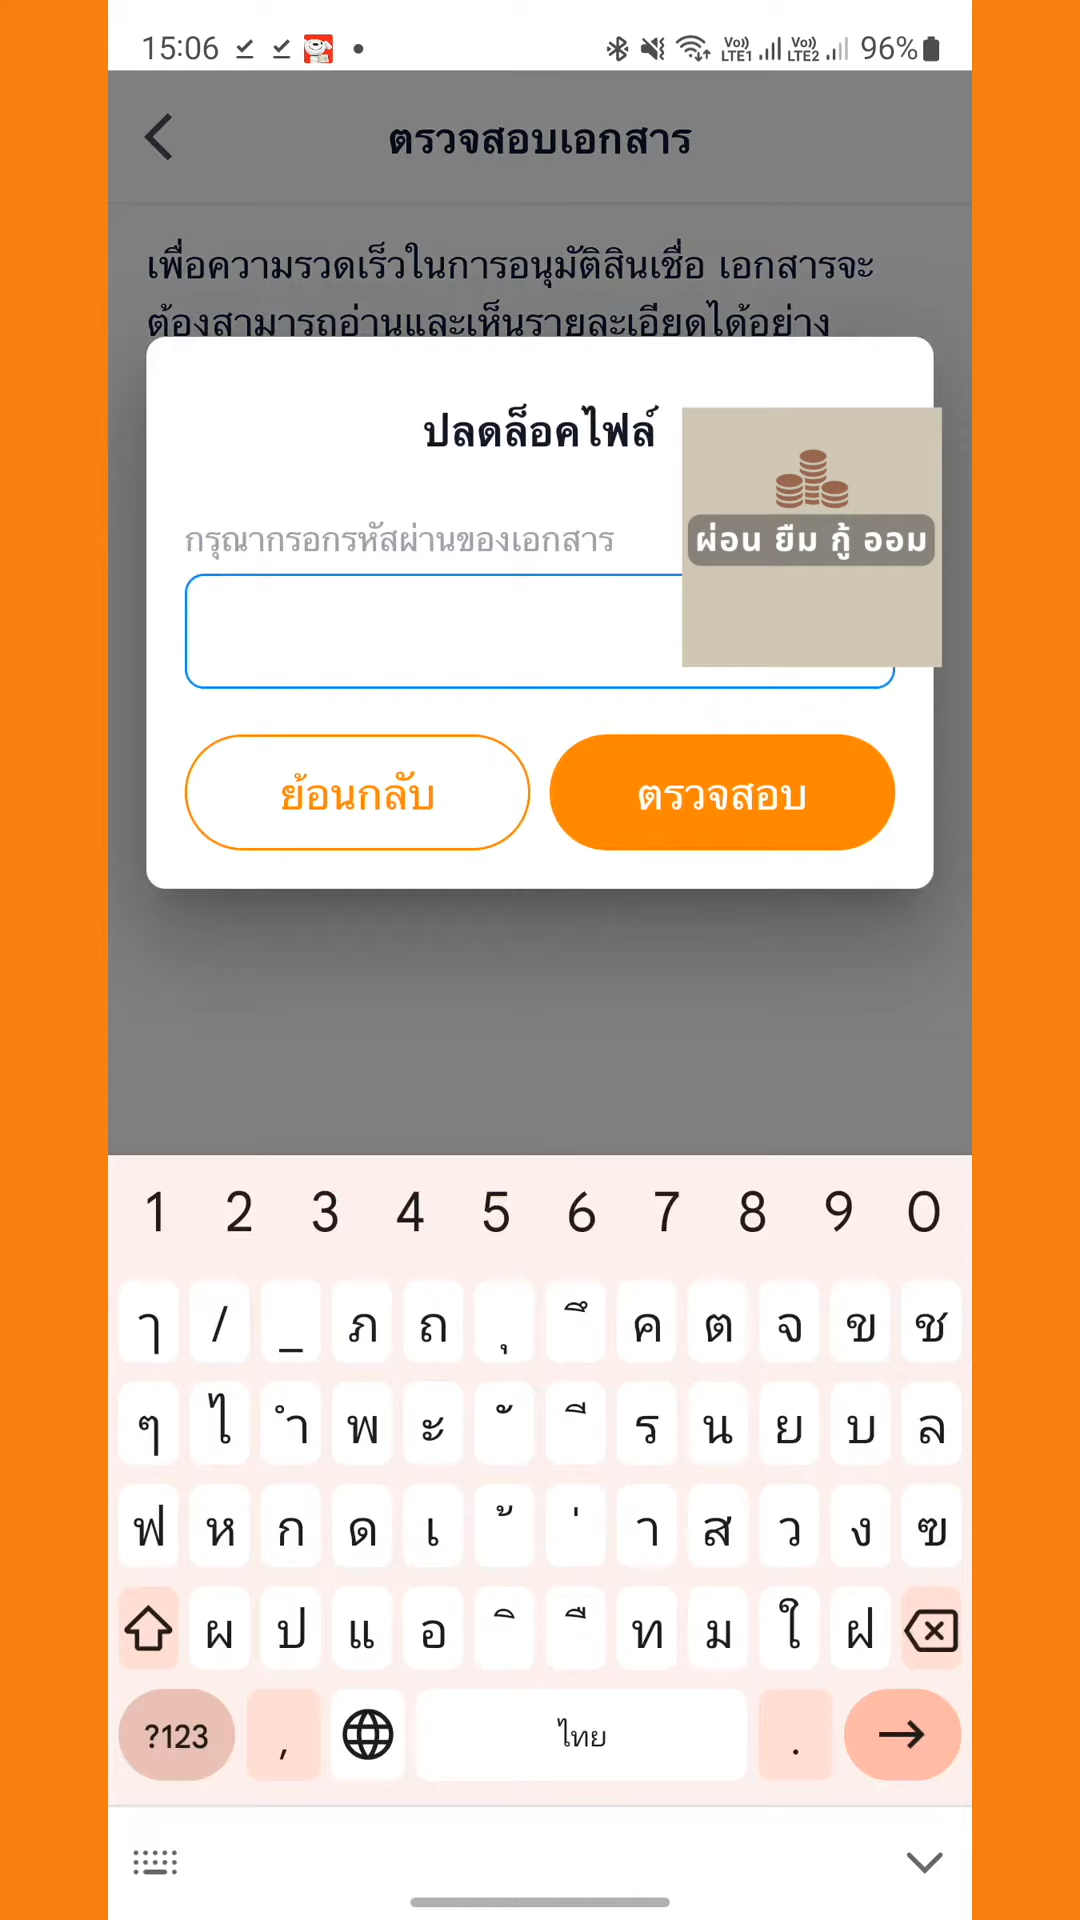 15:06 Vo)) LTE1 Vo)) LTE2 96%
ตรวจสอบเอกสาร
เพื่อความรวดเร็วในการอนุมัติสินเชื่อ เอกสารจะ
ต้องสามารถอ่านและเห็นรายละเอียดได้อย่าง
ปลดล็อคไฟล์
กรุณากรอกรหัสผ่านของเอกสาร
ผ่อน ยืม กู้ ออม
ย้อนกลับ ตรวจสอบ
1 2 3 4 5 6 7 8 9 0
ๅ / _ ภ ถ ุ ึ ค ต จ ข ช
ๆ ไ ำ พ ะ ั ี ร น ย บ ล
ฟ ห ก ด เ ้ ่ า ส ว ง ฃ
ผ ป แ อ ิ ื ท ม ใ ฝ
?123 , ไทย .